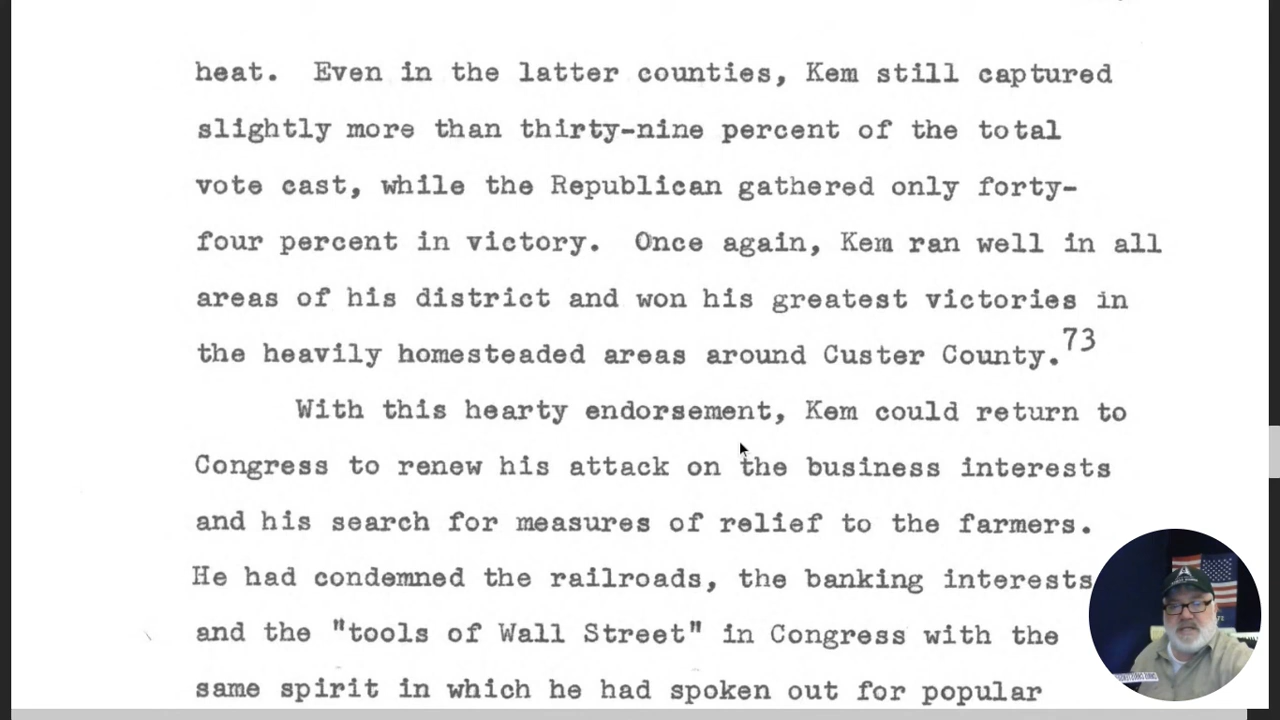 heat.  Even in the latter counties, Kem still captured
slightly more than thirty-nine percent of the total
vote cast, while the Republican gathered only forty-
four percent in victory.  Once again, Kem ran well in all
areas of his district and won his greatest victories in
the heavily homesteaded areas around Custer County.73
With this hearty endorsement, Kem could return to
Congress to renew his attack on the business interests
and his search for measures of relief to the farmers.
He had condemned the railroads, the banking interests
and the "tools of Wall Street" in Congress with the
same spirit in which he had spoken out for popular